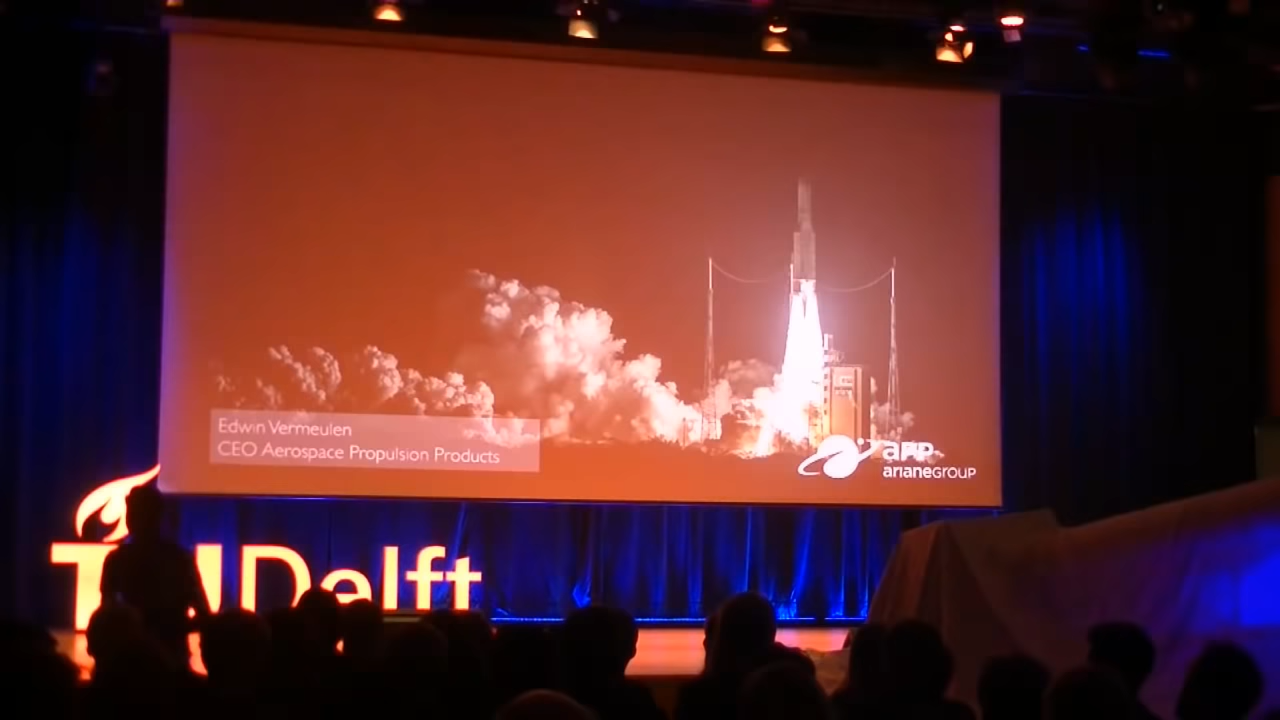 Edwin Vermeulen
CEO Aerospace Propulsion Products
aPP
arianeGROUP
TUDelft